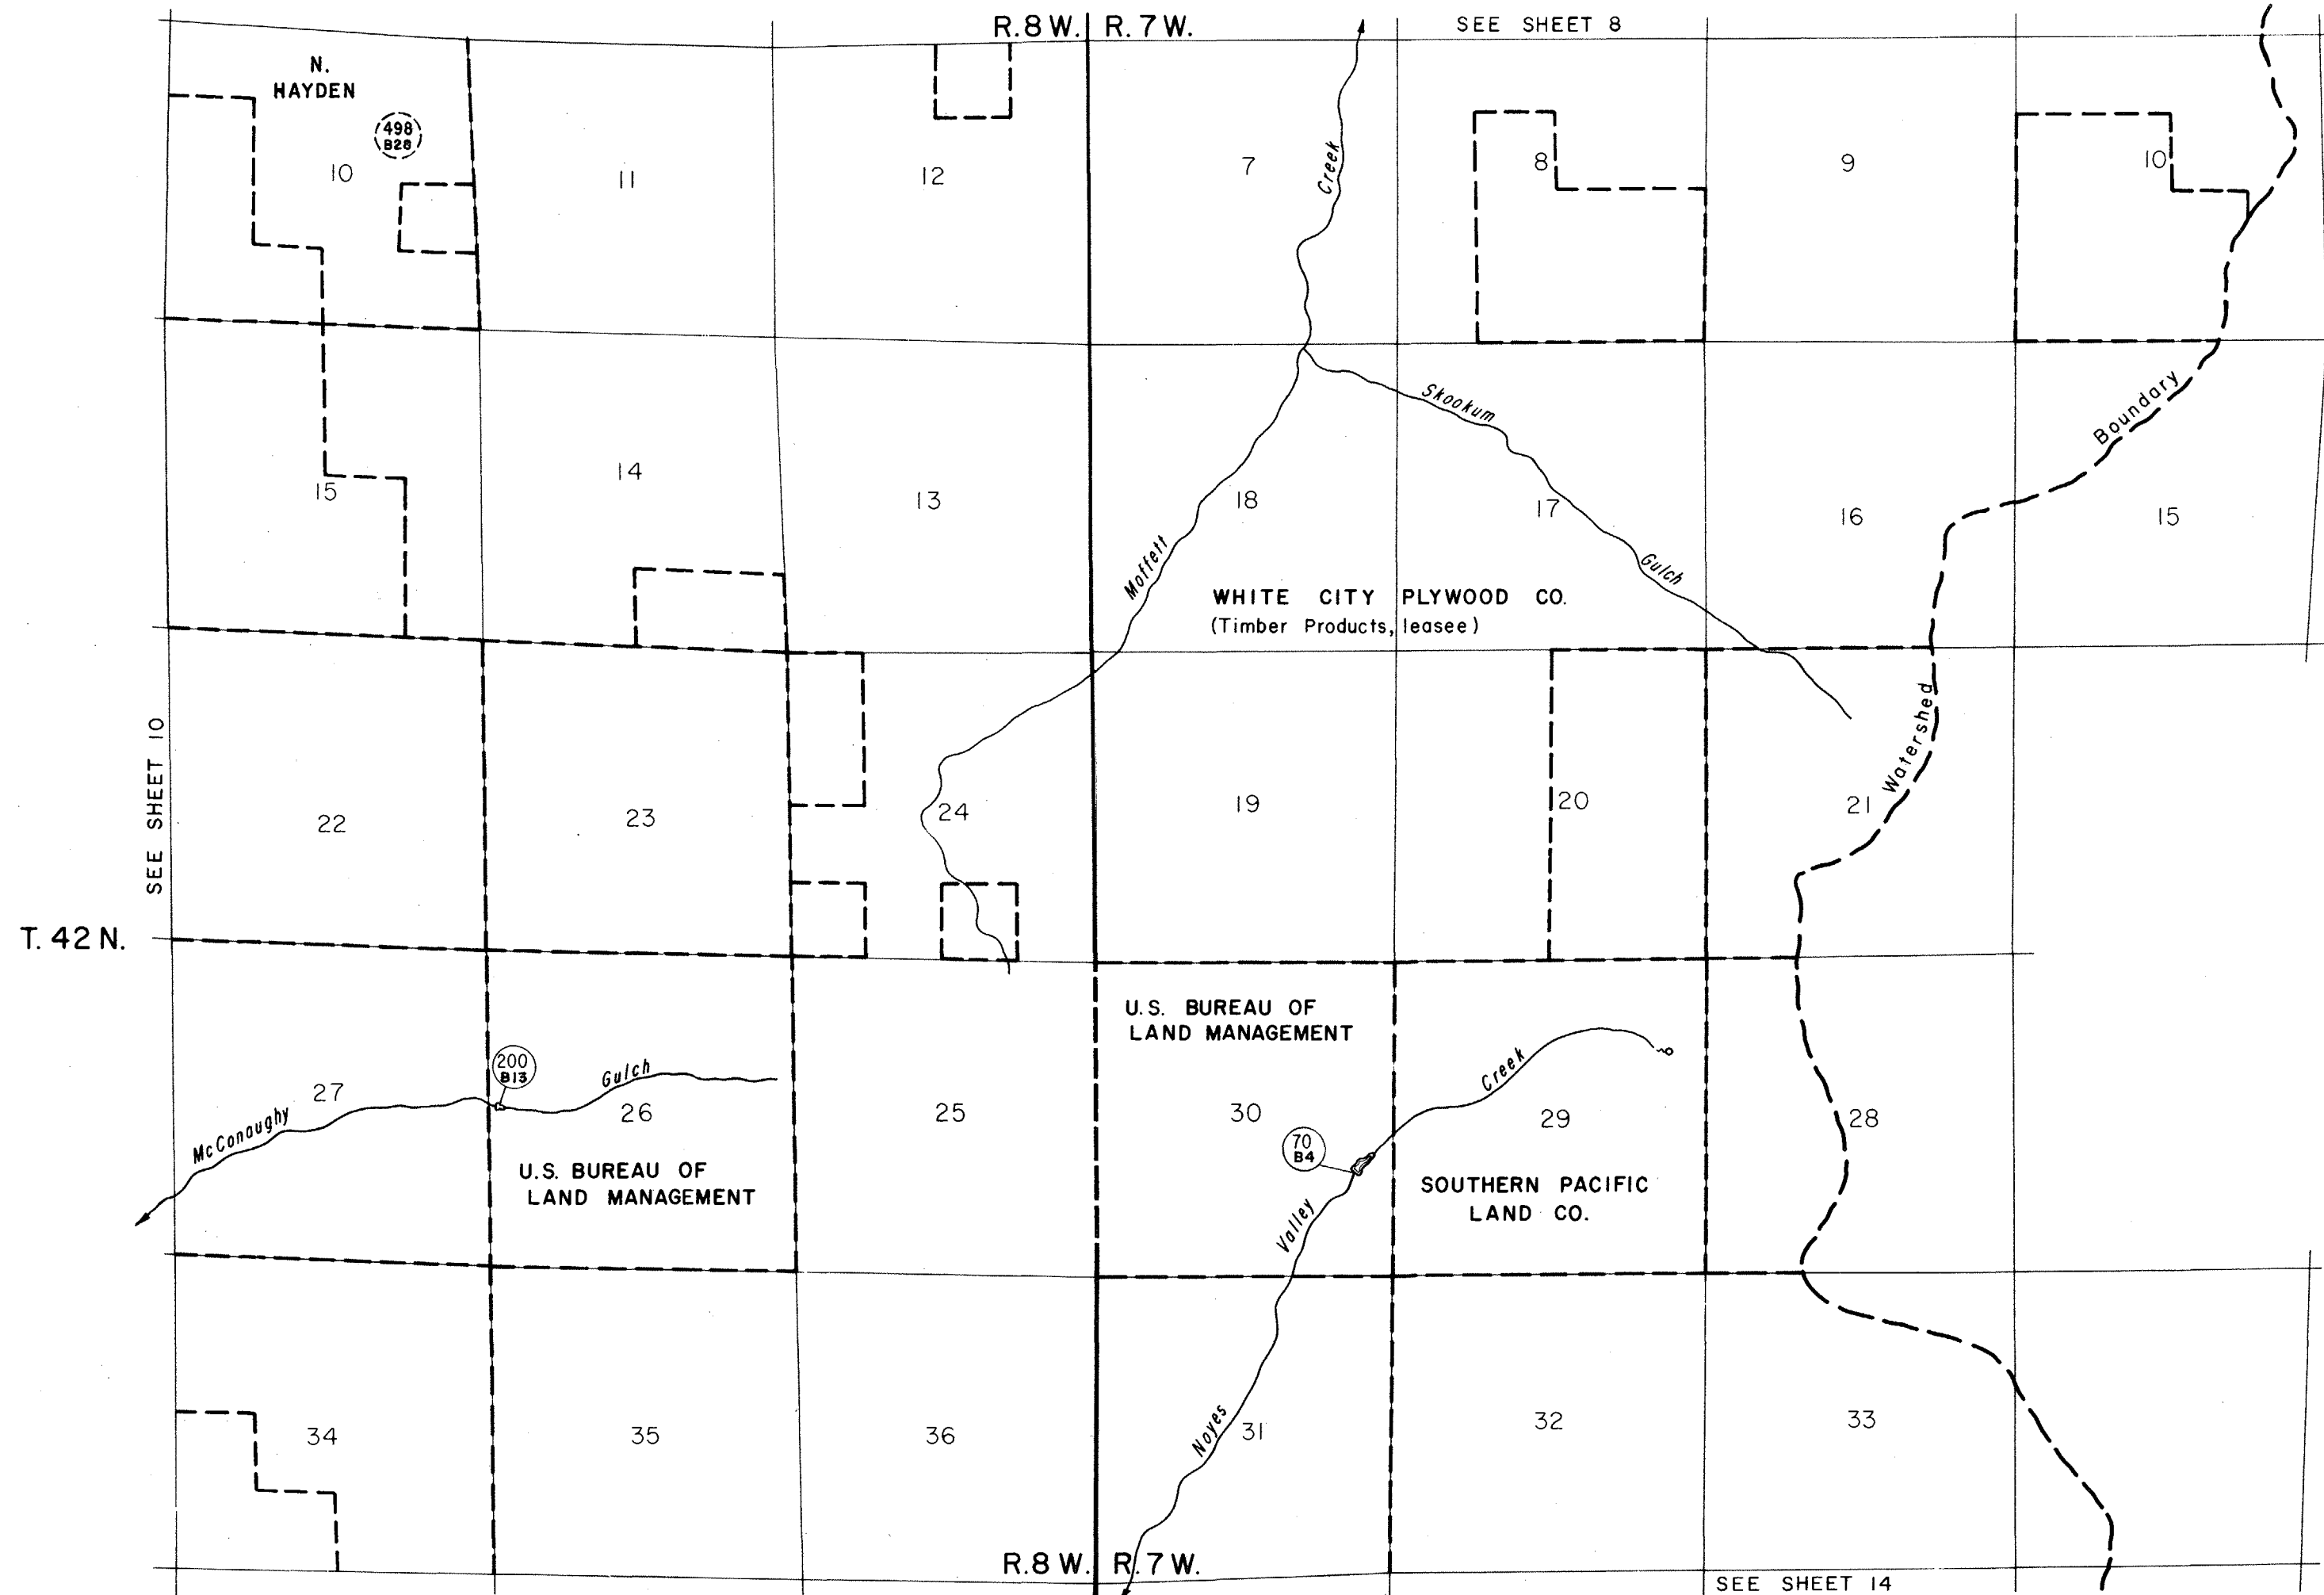 R. 8 W. R. 7 W.
SEE SHEET 8
N.
HAYDEN
498
B28
10
11
12
7
Creek
8
9
10
Skookum
Boundary
15
14
13
18
17
16
15
Moffett
Gulch
WHITE CITY PLYWOOD CO.
(Timber Products, leasee)
SEE SHEET 10
22
23
24
19
20
21
Watershed
T. 42 N.
U.S. BUREAU OF
LAND MANAGEMENT
200
B13
Gulch
27
26
25
30
Creek
29
28
McConaughy
70
B4
U.S. BUREAU OF
LAND MANAGEMENT
SOUTHERN PACIFIC
LAND CO.
Valley
34
35
36
Noyes
31
32
33
R. 8 W. R. 7 W.
SEE SHEET 14